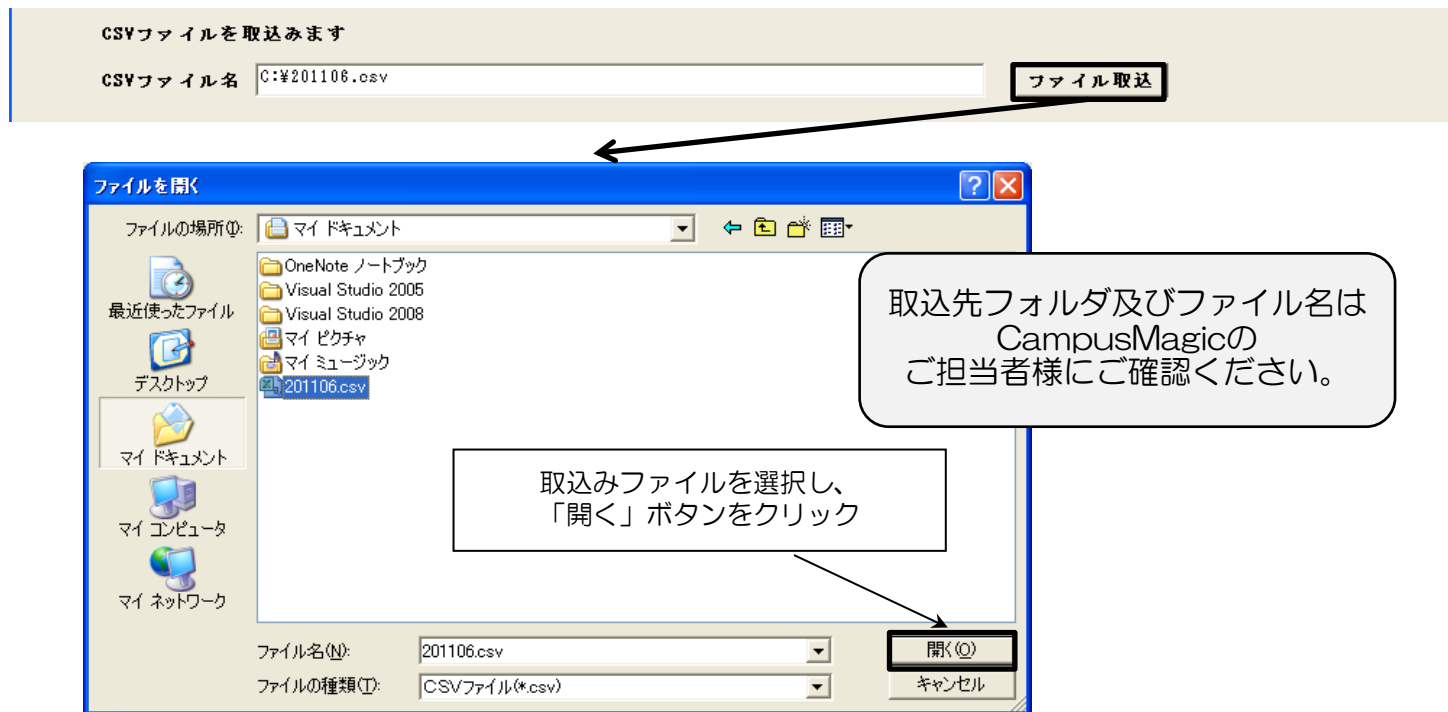 CSVファイルを取込みます
CSVファイル名 C:¥201106.csv ファイル取込
ファイルを開く
ファイルの場所(I): マイ ドキュメント
OneNote ノートブック
Visual Studio 2005
Visual Studio 2008
マイ ピクチャ
マイ ミュージック
201106.csv
最近使ったファイル
デスクトップ
マイ ドキュメント
マイ コンピュータ
マイ ネットワーク
取込先フォルダ及びファイル名は
CampusMagicの
ご担当者様にご確認ください。
取込みファイルを選択し、
「開く」ボタンをクリック
ファイル名(N): 201106.csv 開く(O)
ファイルの種類(T): CSVファイル(*.csv) キャンセル